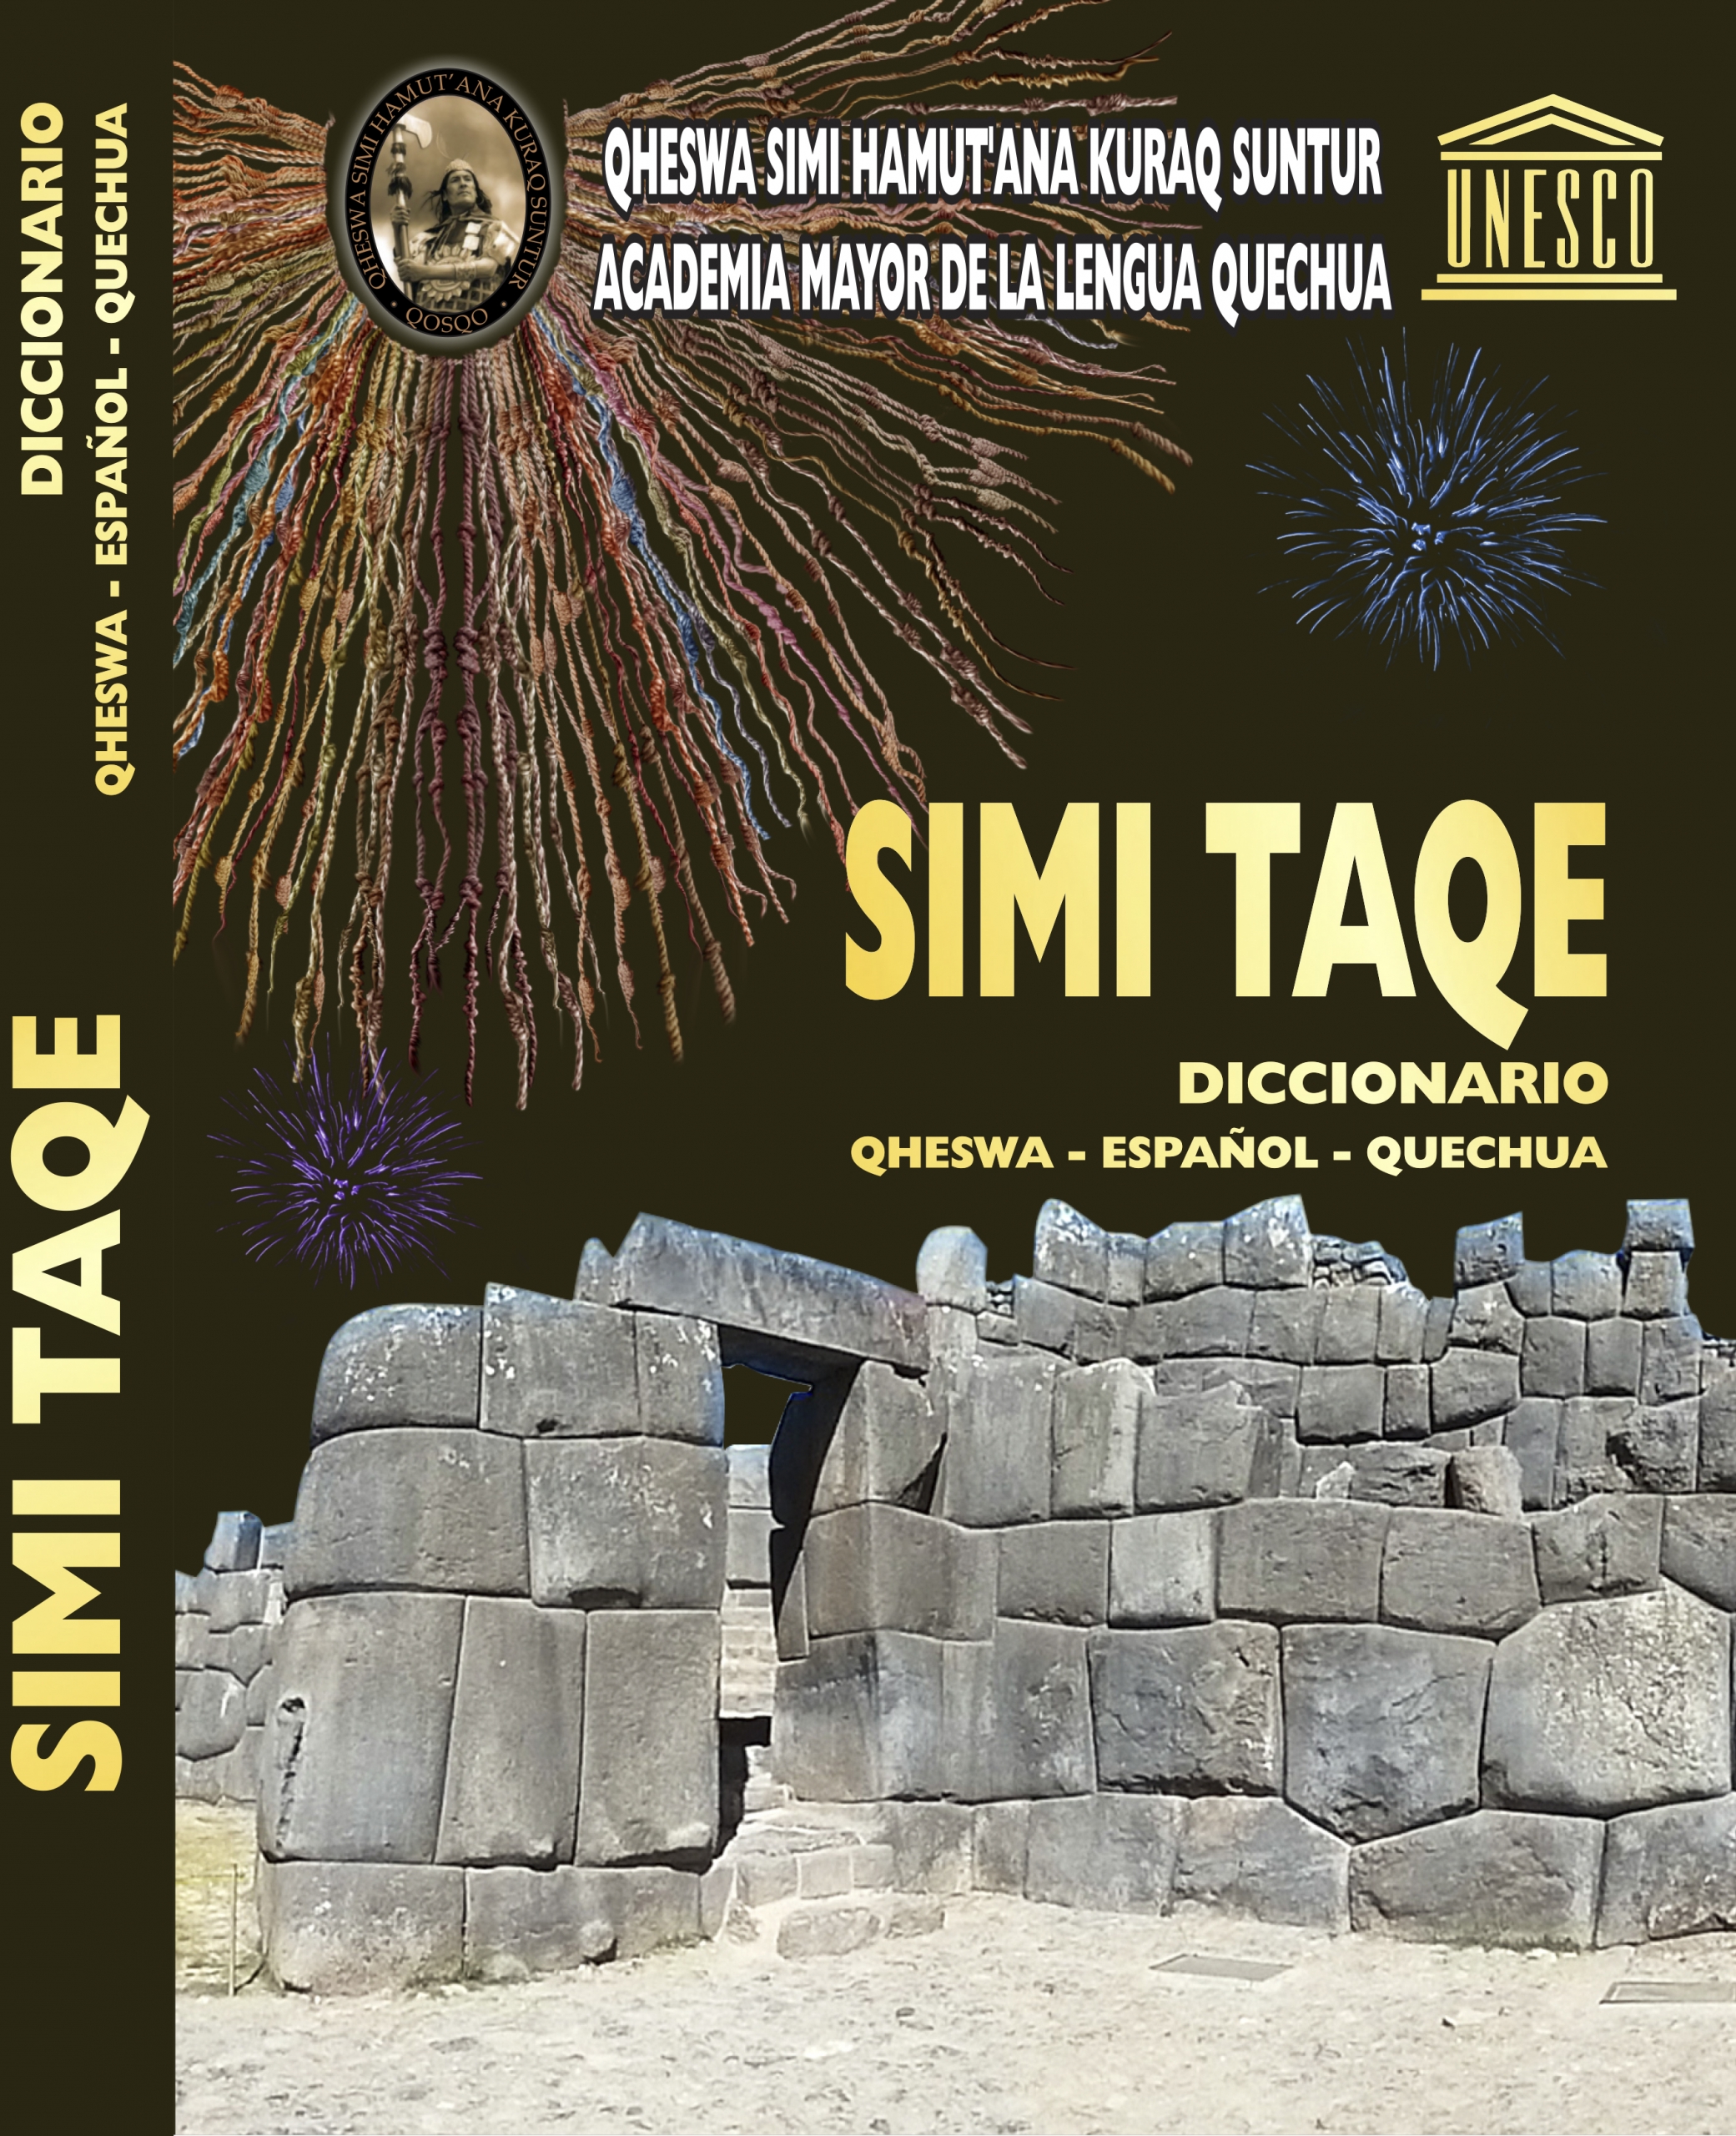 DICCIONARIO
QHESWA - ESPAÑOL - QUECHUA
SIMI TAQE
QHESWA SIMI HAMUT'ANA KURAQ SUNTUR
QOSQO
QHESWA SIMI HAMUT'ANA KURAQ SUNTUR
ACADEMIA MAYOR DE LA LENGUA QUECHUA
UNESCO
SIMI TAQE
DICCIONARIO
QHESWA - ESPAÑOL - QUECHUA